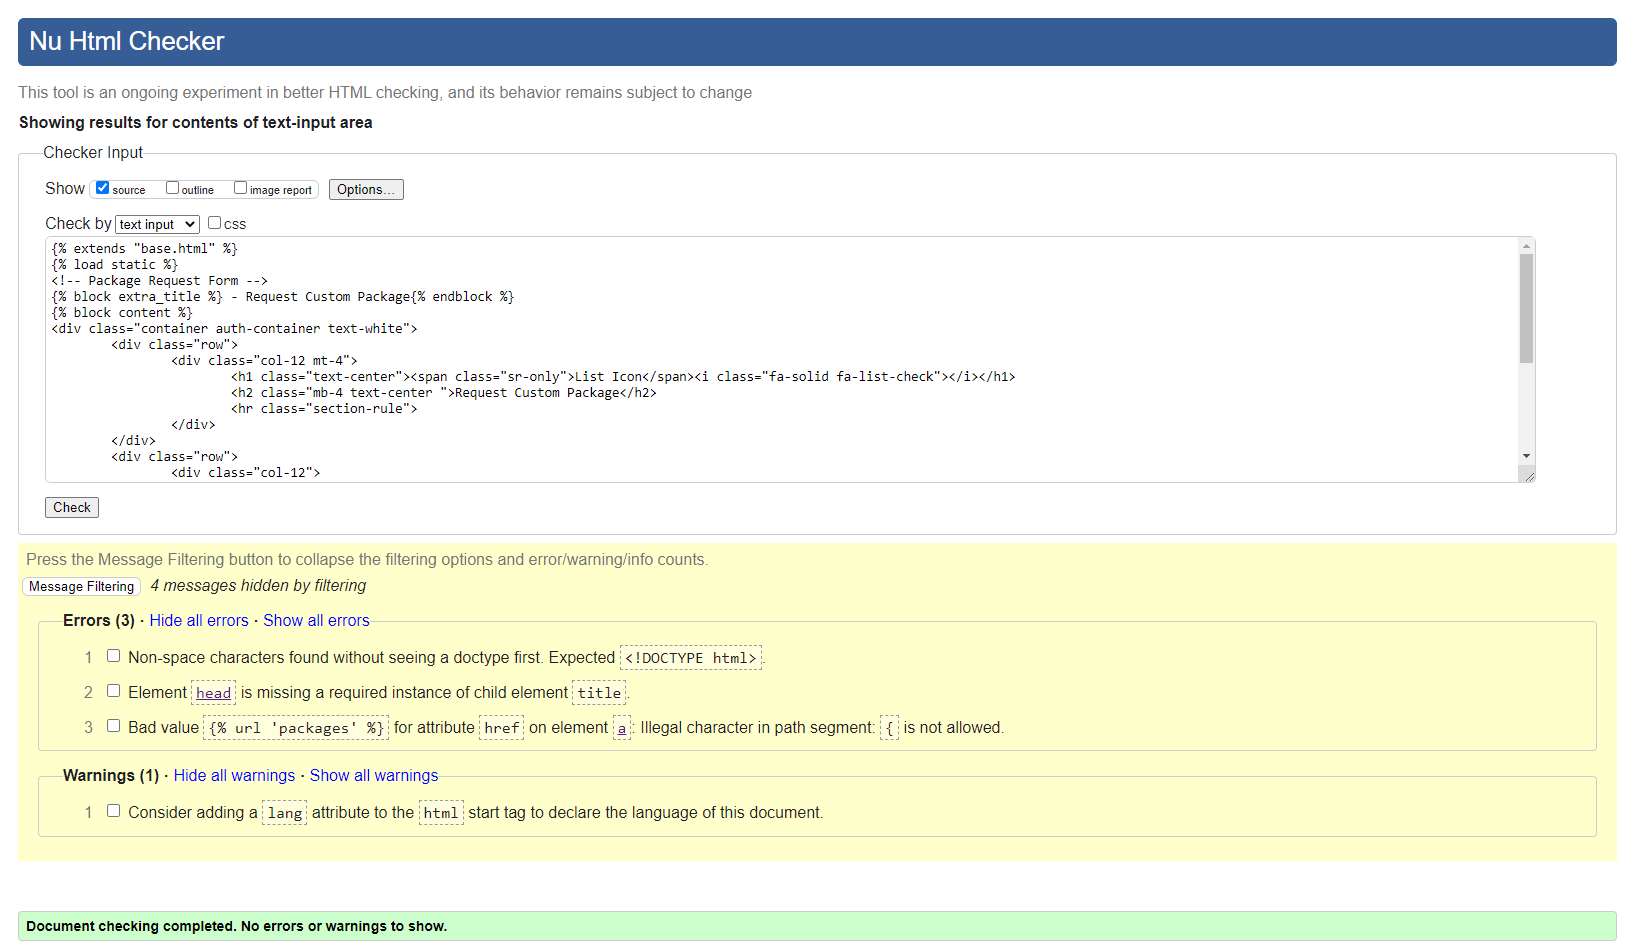 Nu Html Checker
This tool is an ongoing experiment in better HTML checking, and its behavior remains subject to change
Showing results for contents of text-input area
Checker Input
Show source outline image report Options...
Check by text input css
{% extends "base.html" %}
{% load static %}
<!-- Package Request Form -->
{% block extra_title %} - Request Custom Package{% endblock %}
{% block content %}
<div class="container auth-container text-white">
<div class="row">
<div class="col-12 mt-4">
<h1 class="text-center"><span class="sr-only">List Icon</span><i class="fa-solid fa-list-check"></i></h1>
<h2 class="mb-4 text-center ">Request Custom Package</h2>
<hr class="section-rule">
</div>
</div>
<div class="row">
<div class="col-12">
Check
Press the Message Filtering button to collapse the filtering options and error/warning/info counts.
Message Filtering 4 messages hidden by filtering
Errors (3) · Hide all errors · Show all errors
1 Non-space characters found without seeing a doctype first. Expected <!DOCTYPE html>.
2 Element head is missing a required instance of child element title.
3 Bad value {% url 'packages' %} for attribute href on element a: Illegal character in path segment: { is not allowed.
Warnings (1) · Hide all warnings · Show all warnings
1 Consider adding a lang attribute to the html start tag to declare the language of this document.
Document checking completed. No errors or warnings to show.